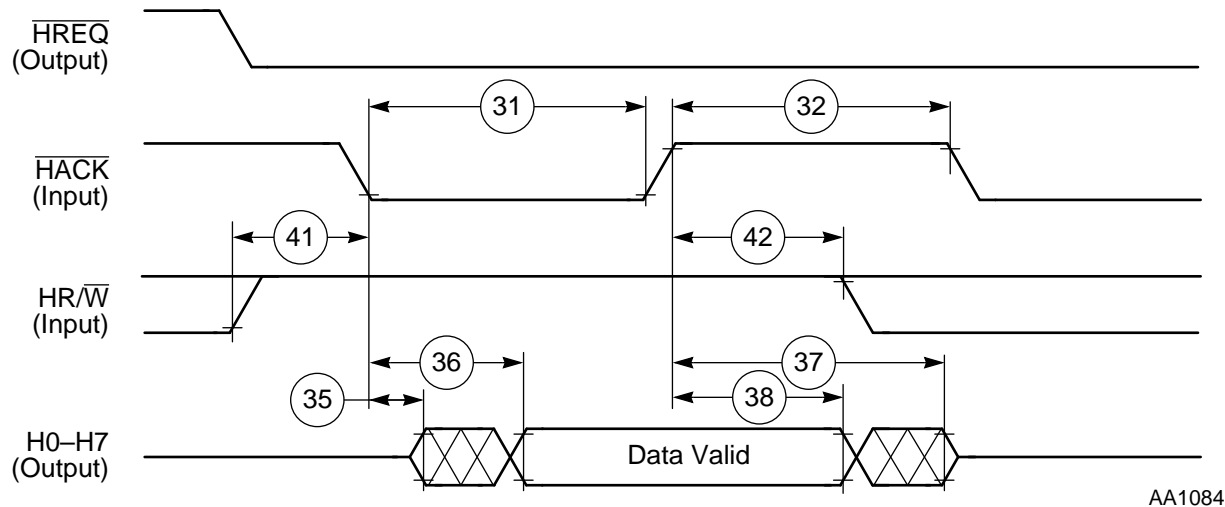 HREQ
(Output)
31
32
HACK
(Input)
41
42
HR/W
(Input)
36
37
35
38
H0–H7
(Output)
Data Valid
AA1084